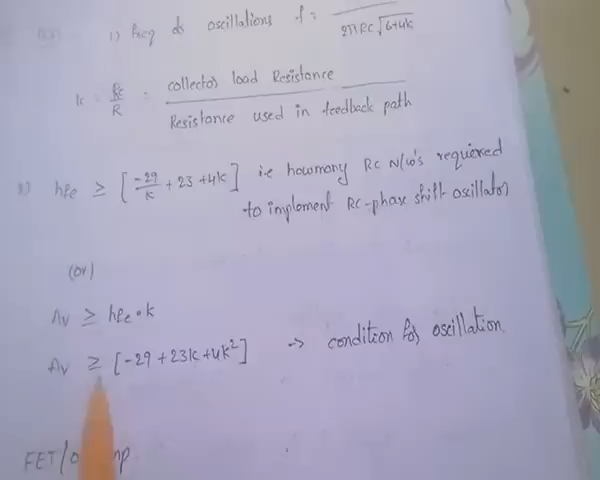 1) Freq of oscillations f =
2πRC√6+4k
k = Rc/R = collector load Resistance / Resistance used in feedback path
hfe ≥ [-29/k + 23 + 4k] ie howmany RC N/w's requiered
to implement RC-phase shift oscillator
(or)
Av ≥ hfe·k
Av ≥ [-29+23k+4k²] → condition for oscillation
FET/